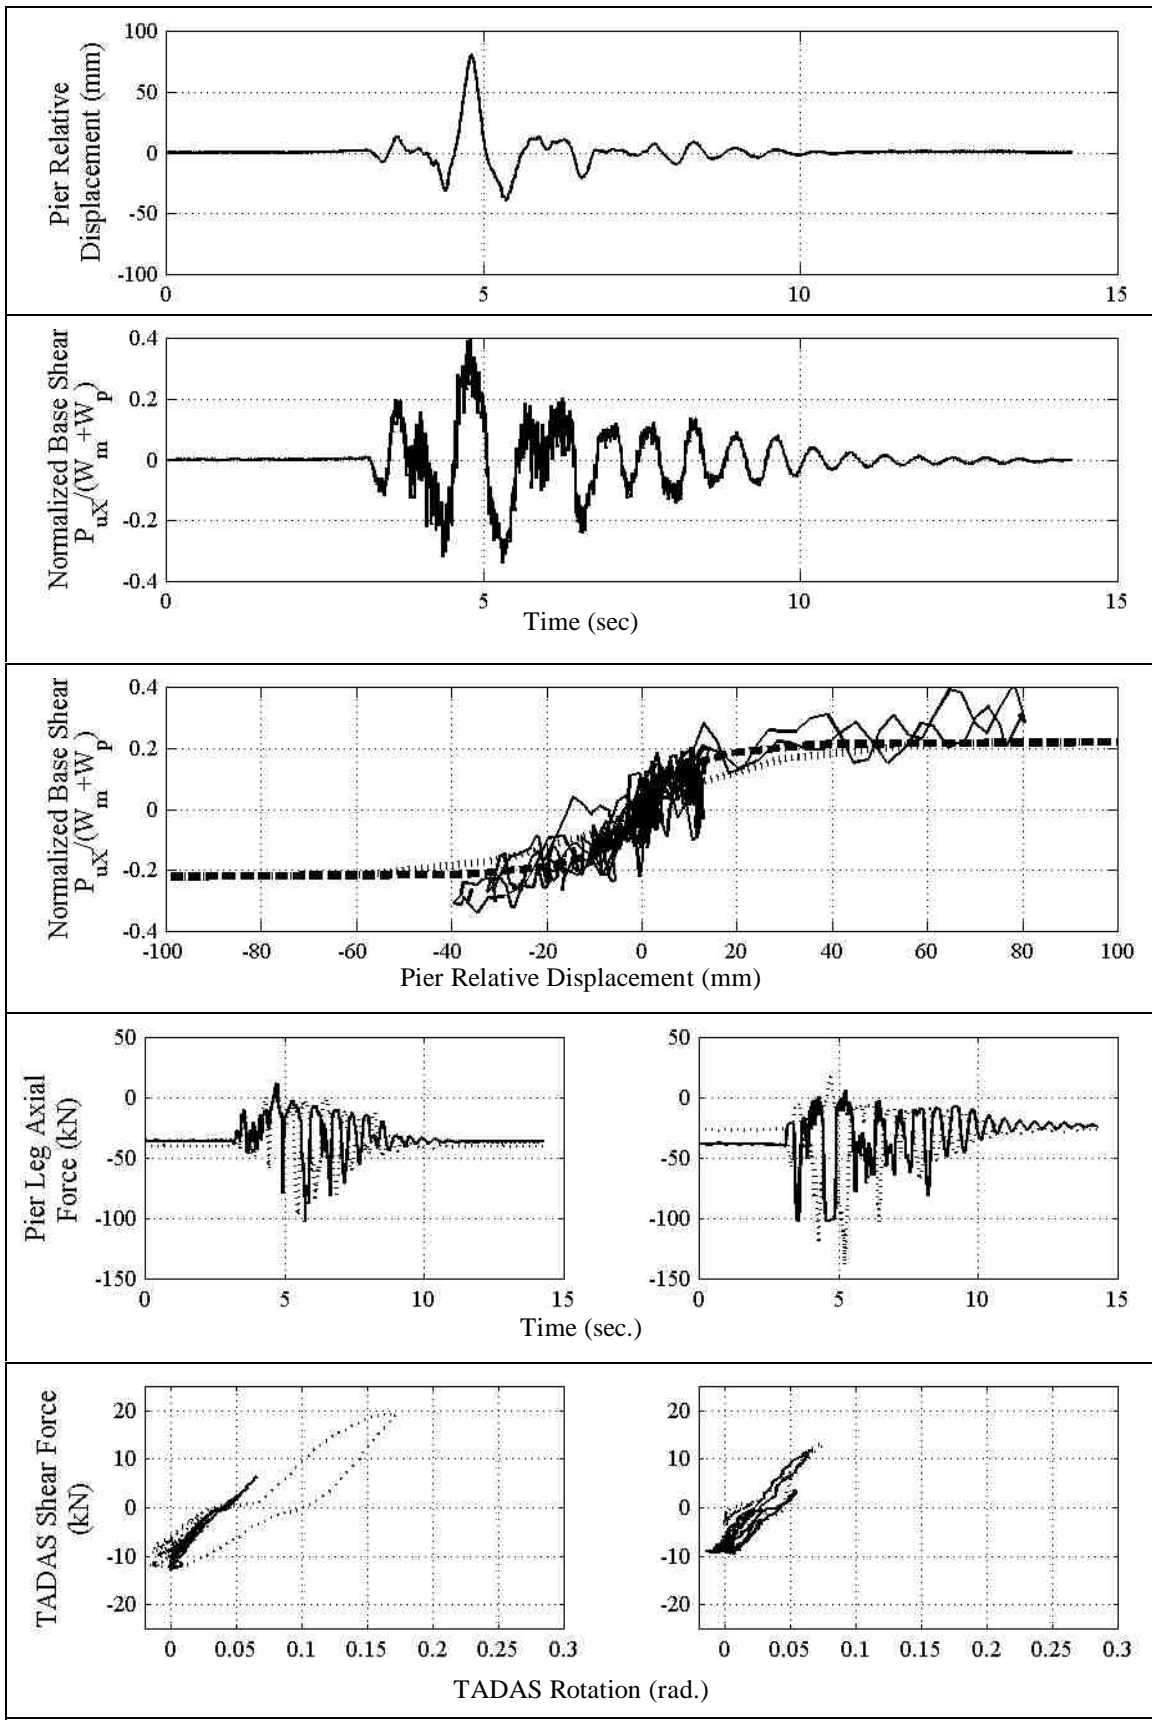 Pier Relative
Displacement (mm)
100
50
0
-50
-100
0 5 10 15
Normalized Base Shear
P_uX/(W_m+W_p)
0.4
0.2
0
-0.2
-0.4
0 5 10 15
Time (sec)
Normalized Base Shear
P_uX/(W_m+W_p)
0.4
0.2
0
-0.2
-0.4
-100 -80 -60 -40 -20 0 20 40 60 80 100
Pier Relative Displacement (mm)
Pier Leg Axial
Force (kN)
50
0
-50
-100
-150
0 5 10 15
50
0
-50
-100
-150
0 5 10 15
Time (sec.)
TADAS Shear Force
(kN)
20
10
0
-10
-20
0 0.05 0.1 0.15 0.2 0.25 0.3
20
10
0
-10
-20
0 0.05 0.1 0.15 0.2 0.25 0.3
TADAS Rotation (rad.)